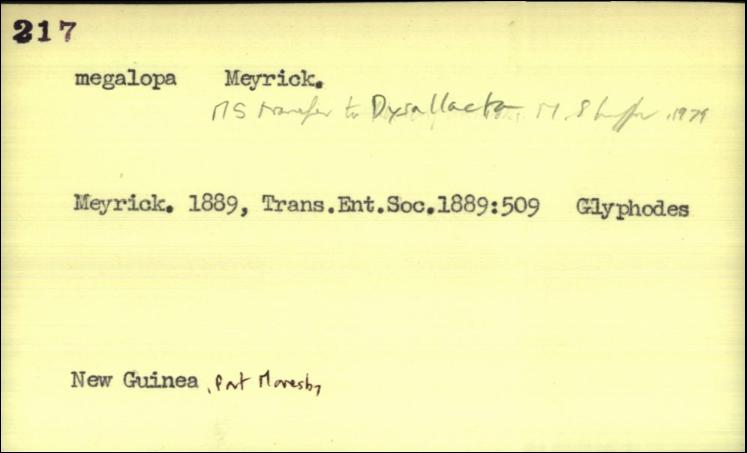 217
megalopa Meyrick.
MS transfer to Dysallacta M. Shaffer 1979
Meyrick. 1889, Trans.Ent.Soc.1889:509 Glyphodes
New Guinea, Port Moresby